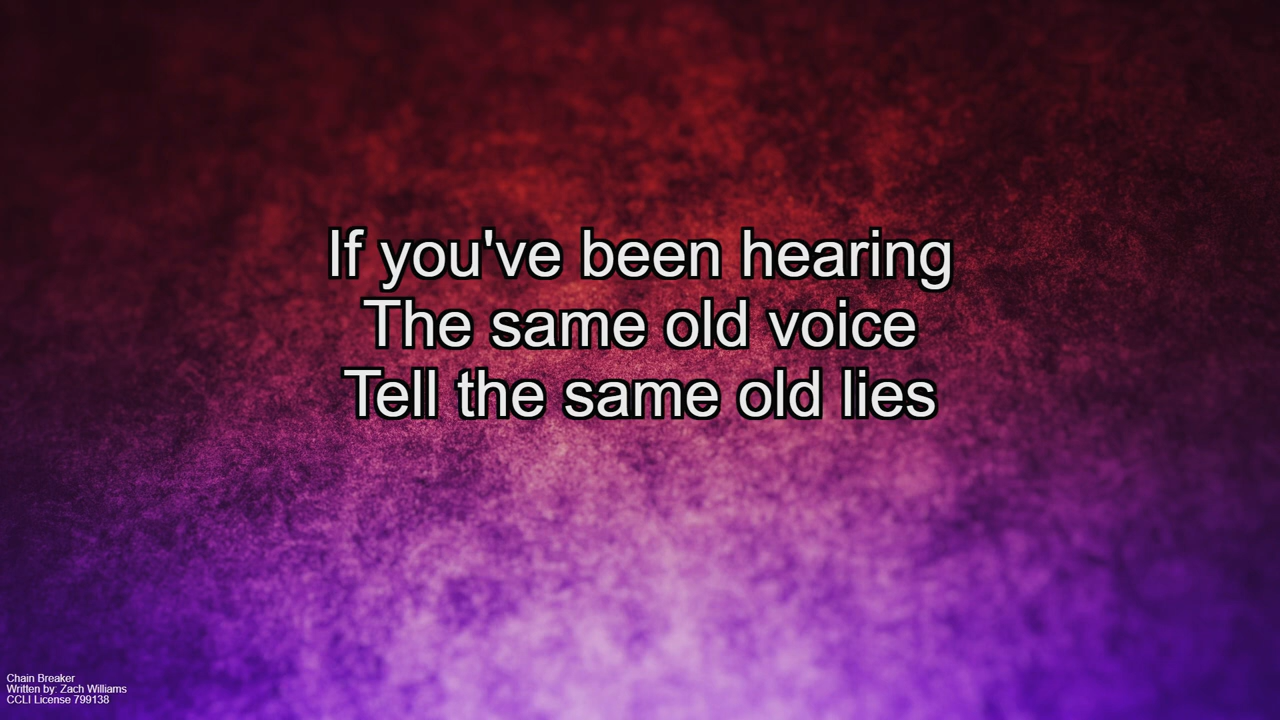 If you've been hearing
The same old voice
Tell the same old lies
Chain Breaker
Written by: Zach Williams
CCLI License 799138